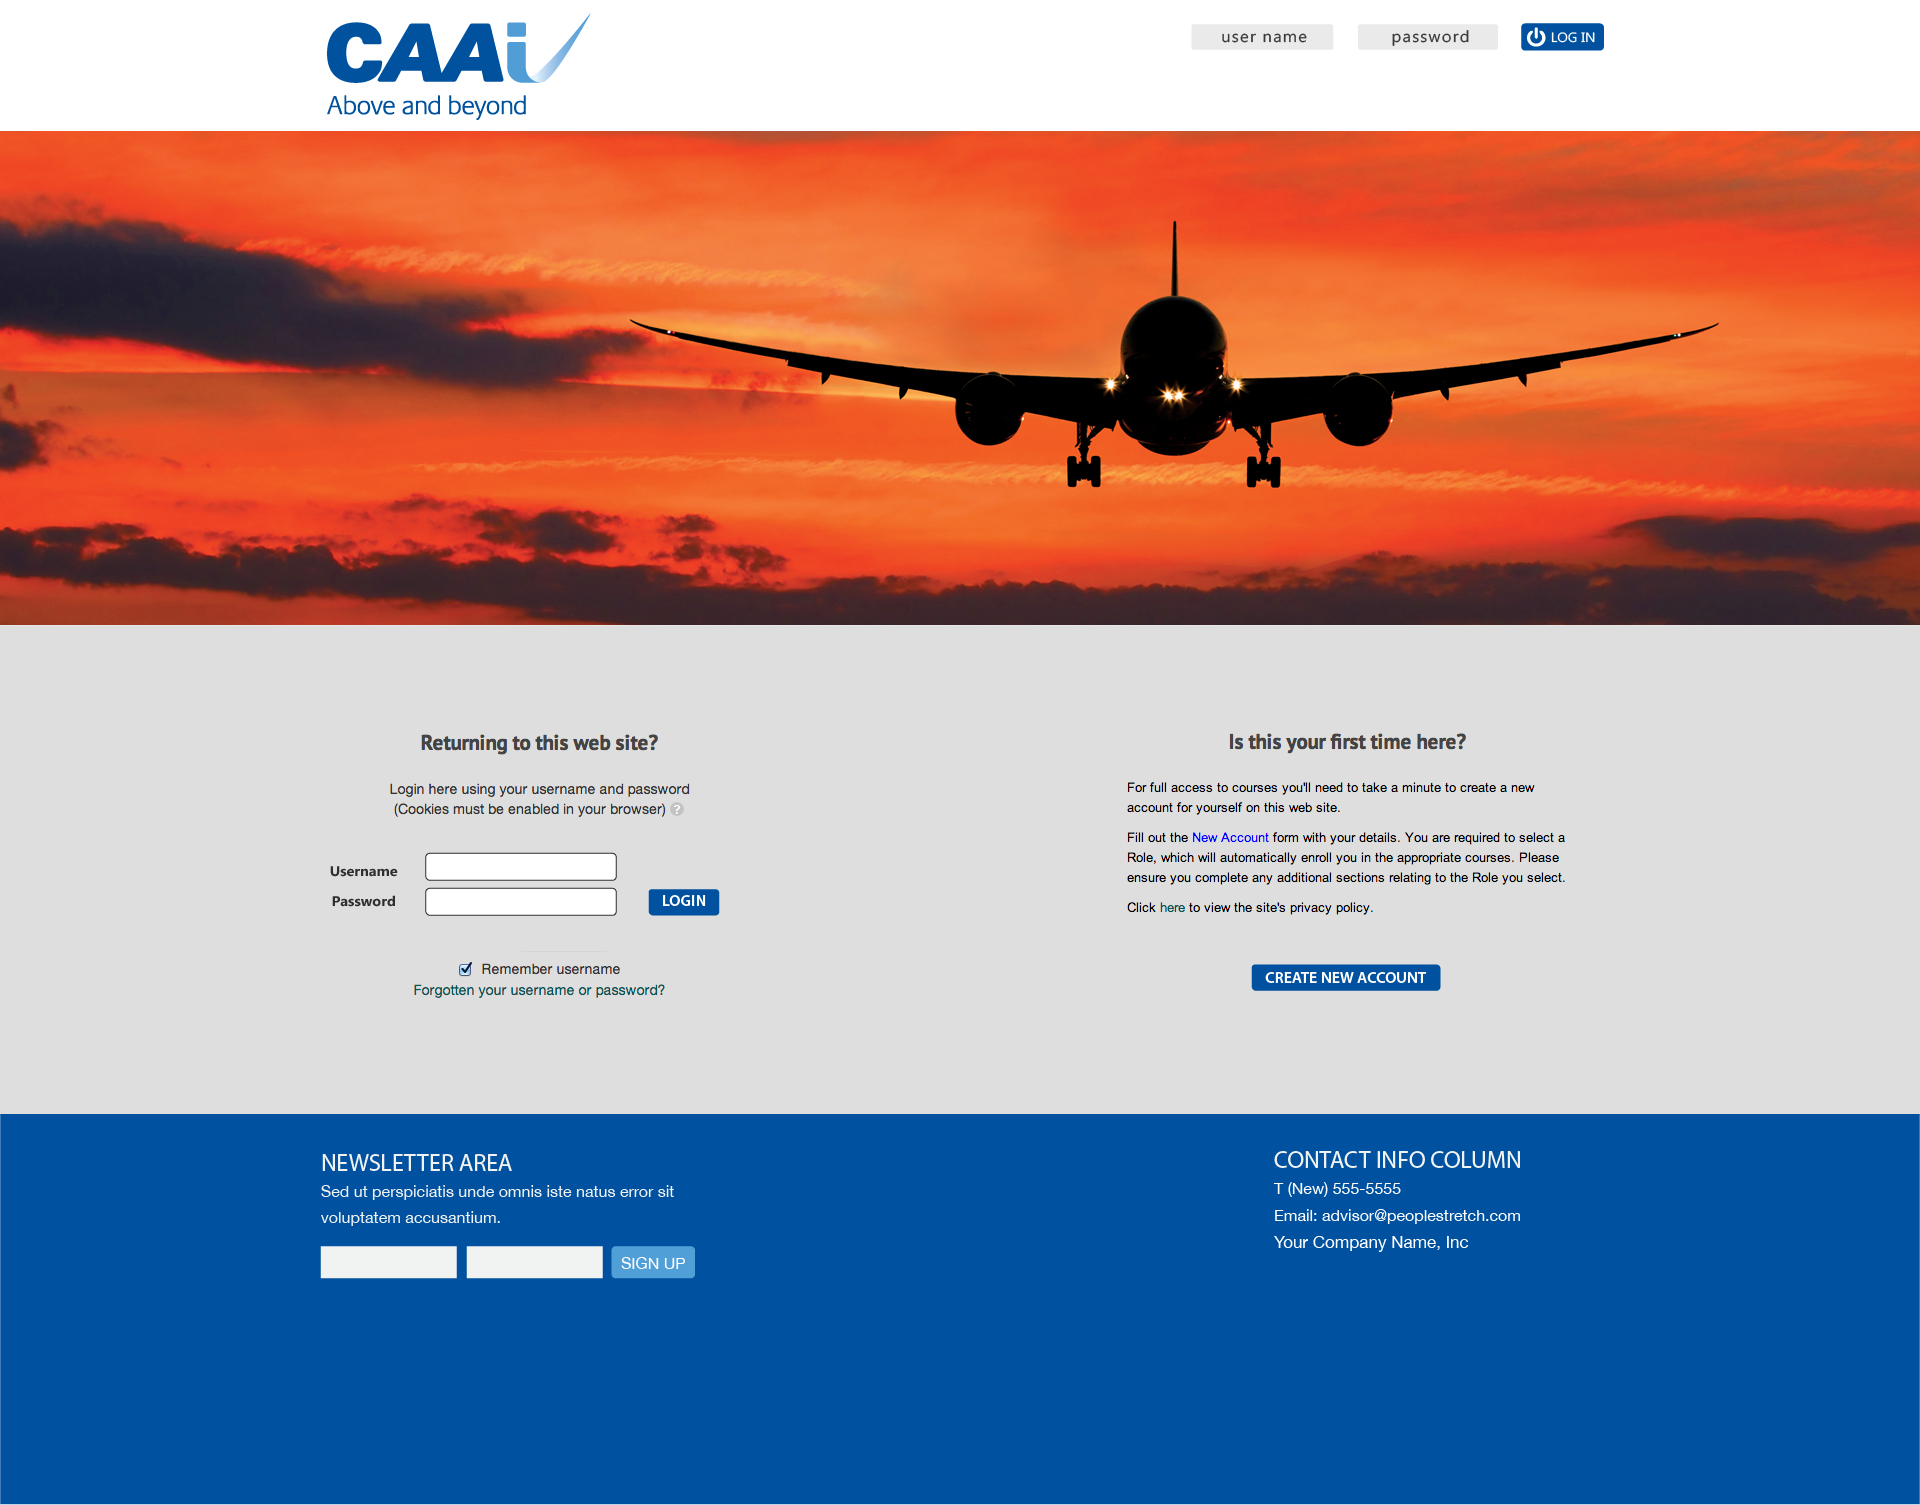 CAAi
Above and beyond
user name
password
LOG IN
Returning to this web site?
Login here using your username and password
(Cookies must be enabled in your browser) ?
Username
Password
LOGIN
Remember username
Forgotten your username or password?
Is this your first time here?
For full access to courses you'll need to take a minute to create a new
account for yourself on this web site.
Fill out the New Account form with your details. You are required to select a
Role, which will automatically enroll you in the appropriate courses. Please
ensure you complete any additional sections relating to the Role you select.
Click here to view the site's privacy policy.
CREATE NEW ACCOUNT
NEWSLETTER AREA
Sed ut perspiciatis unde omnis iste natus error sit
voluptatem accusantium.
SIGN UP
CONTACT INFO COLUMN
T (New) 555-5555
Email: advisor@peoplestretch.com
Your Company Name, Inc